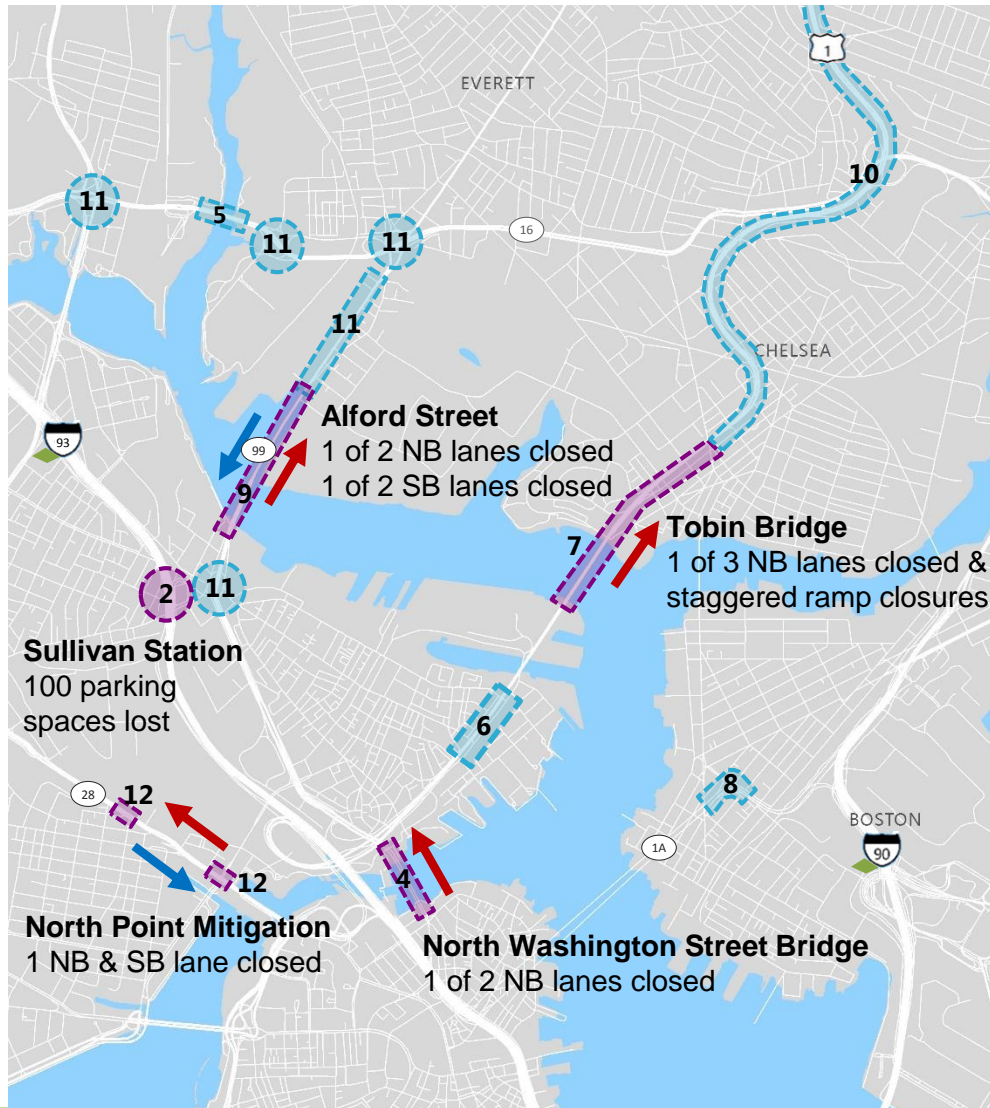 1
EVERETT
10
11
5
11
11
16
11
CHELSEA
93
Alford Street
1 of 2 NB lanes closed
1 of 2 SB lanes closed
99
9
7
Tobin Bridge
1 of 3 NB lanes closed &
staggered ramp closures
2
11
Sullivan Station
100 parking
spaces lost
6
8
28
12
BOSTON
1A
90
4
12
North Point Mitigation
1 NB & SB lane closed
North Washington Street Bridge
1 of 2 NB lanes closed